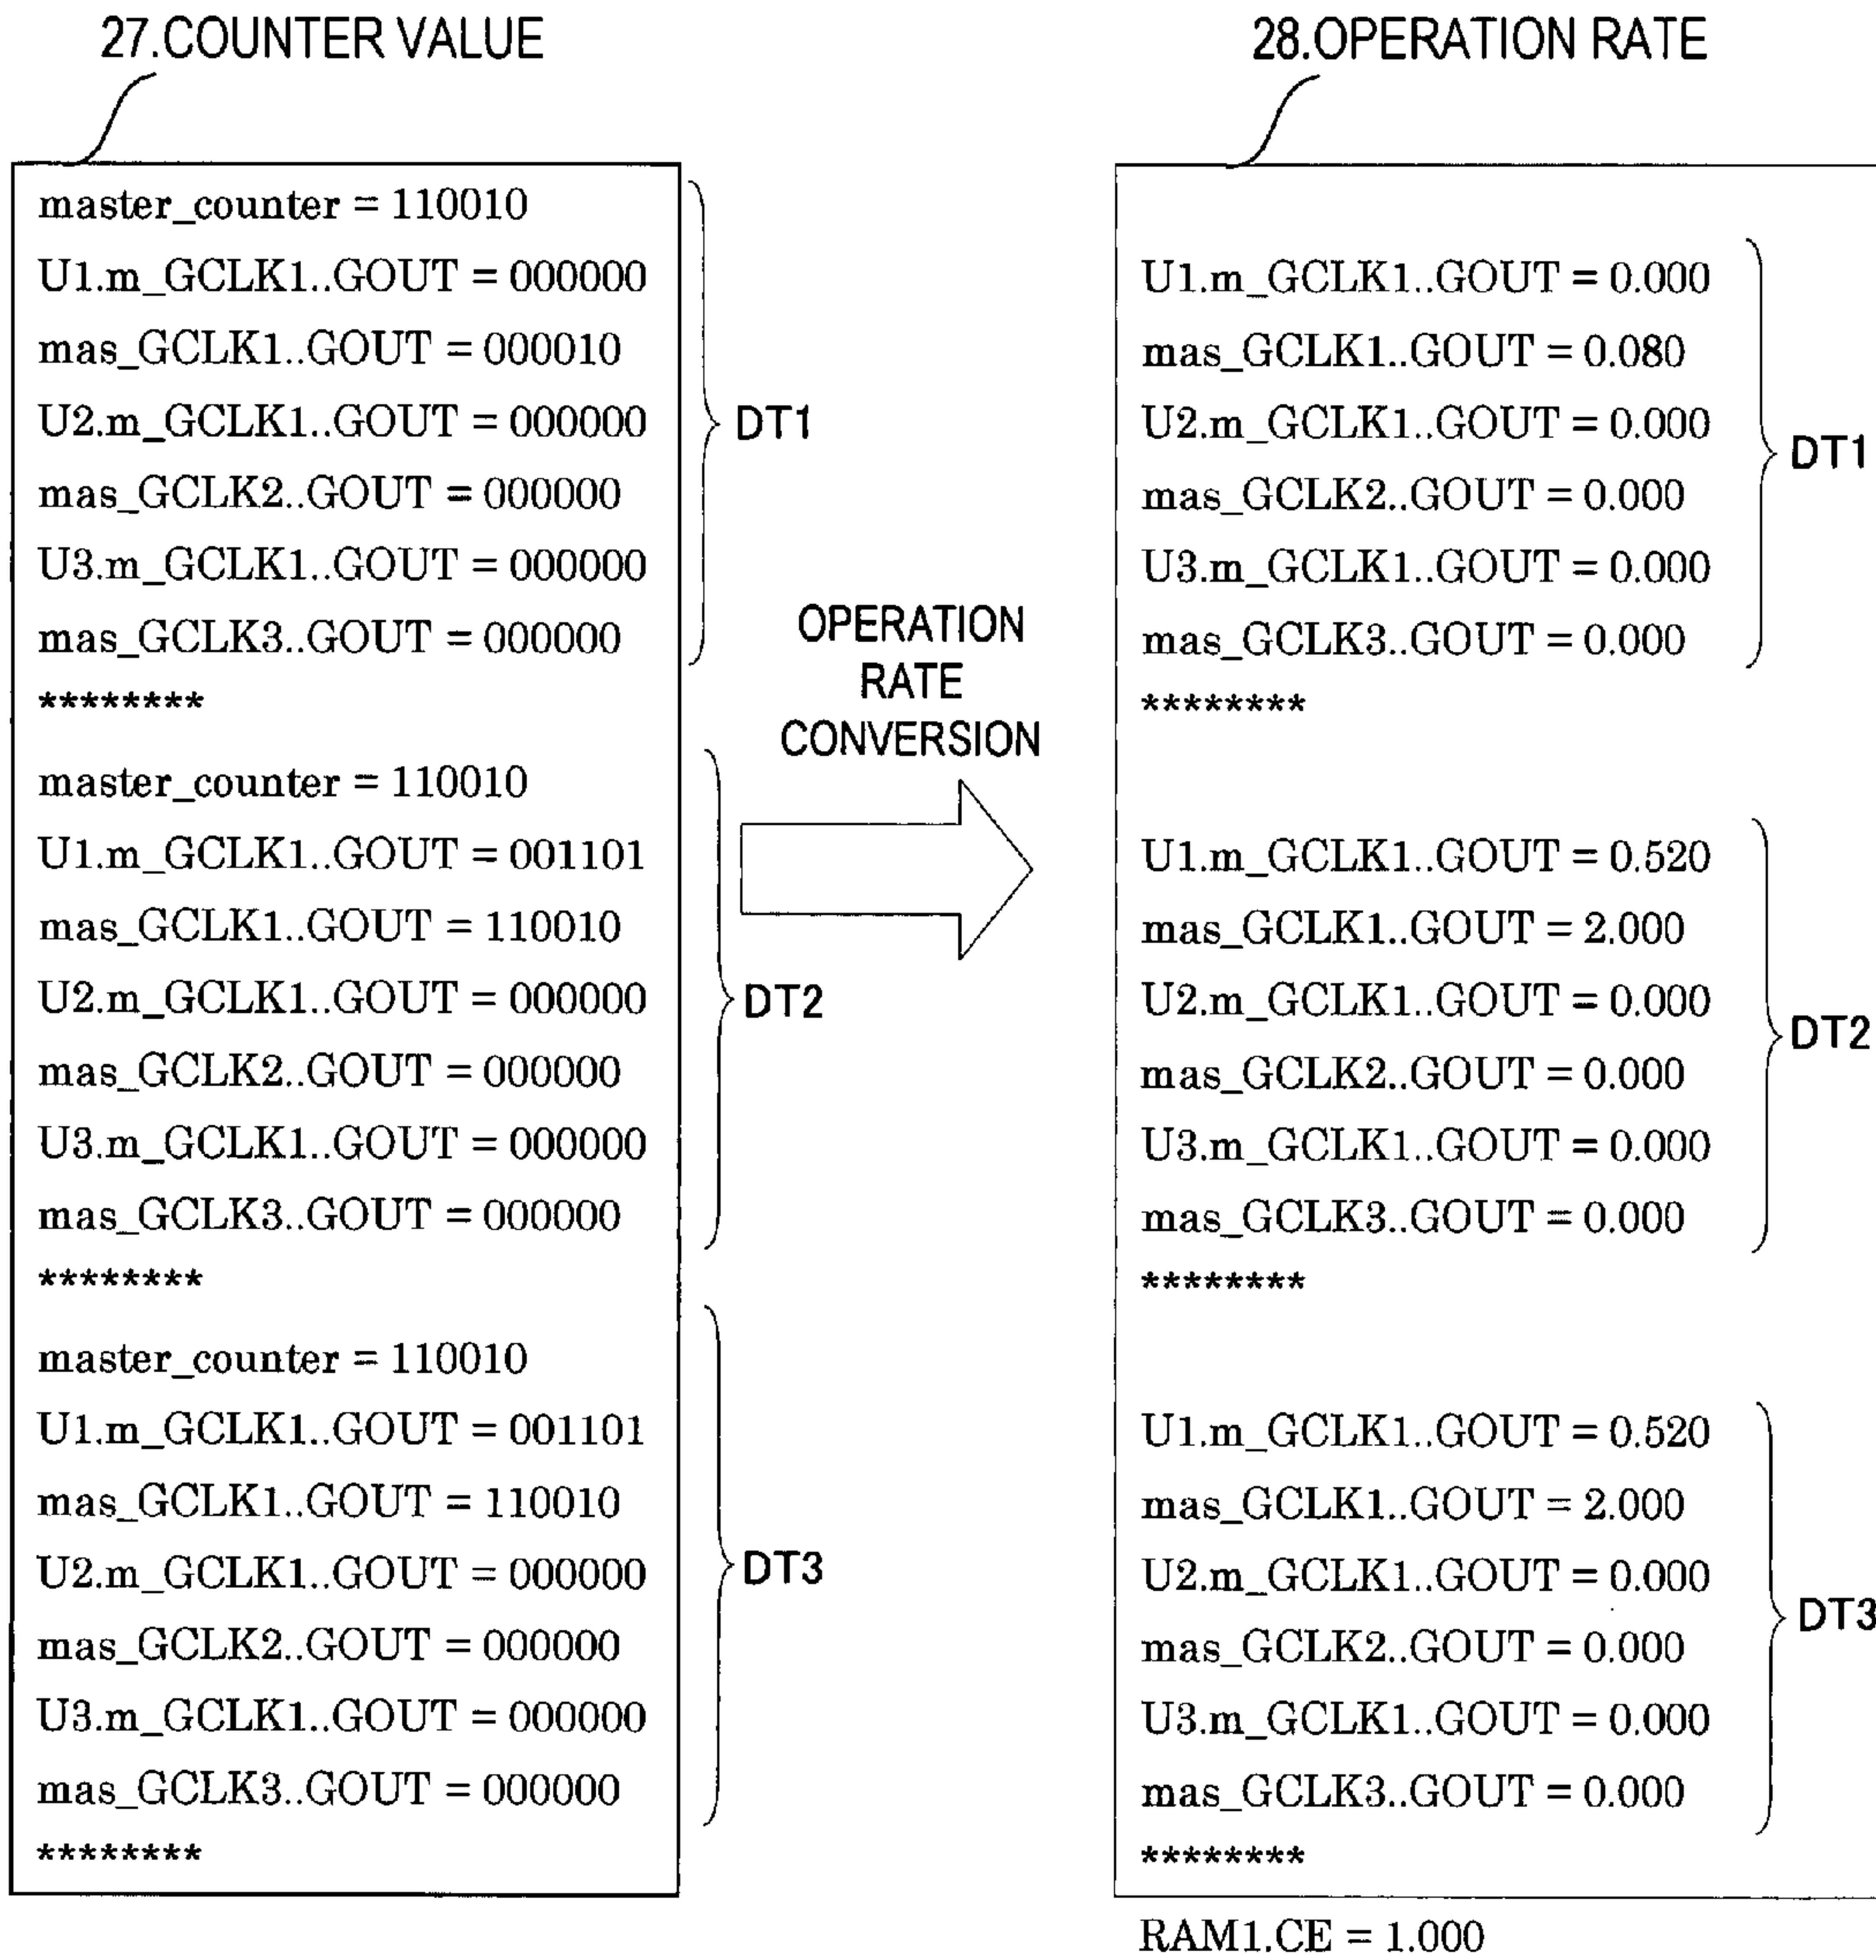 27.COUNTER VALUE
master_counter = 110010
U1.m_GCLK1..GOUT = 000000
mas_GCLK1..GOUT = 000010
U2.m_GCLK1..GOUT = 000000
mas_GCLK2..GOUT = 000000
U3.m_GCLK1..GOUT = 000000
mas_GCLK3..GOUT = 000000
DT1
********
master_counter = 110010
U1.m_GCLK1..GOUT = 001101
mas_GCLK1..GOUT = 110010
U2.m_GCLK1..GOUT = 000000
mas_GCLK2..GOUT = 000000
U3.m_GCLK1..GOUT = 000000
mas_GCLK3..GOUT = 000000
DT2
********
master_counter = 110010
U1.m_GCLK1..GOUT = 001101
mas_GCLK1..GOUT = 110010
U2.m_GCLK1..GOUT = 000000
mas_GCLK2..GOUT = 000000
U3.m_GCLK1..GOUT = 000000
mas_GCLK3..GOUT = 000000
DT3
********
OPERATION
RATE
CONVERSION
28.OPERATION RATE
U1.m_GCLK1..GOUT = 0.000
mas_GCLK1..GOUT = 0.080
U2.m_GCLK1..GOUT = 0.000
mas_GCLK2..GOUT = 0.000
U3.m_GCLK1..GOUT = 0.000
mas_GCLK3..GOUT = 0.000
DT1
********
U1.m_GCLK1..GOUT = 0.520
mas_GCLK1..GOUT = 2.000
U2.m_GCLK1..GOUT = 0.000
mas_GCLK2..GOUT = 0.000
U3.m_GCLK1..GOUT = 0.000
mas_GCLK3..GOUT = 0.000
DT2
********
U1.m_GCLK1..GOUT = 0.520
mas_GCLK1..GOUT = 2.000
U2.m_GCLK1..GOUT = 0.000
mas_GCLK2..GOUT = 0.000
U3.m_GCLK1..GOUT = 0.000
mas_GCLK3..GOUT = 0.000
DT3
********
RAM1.CE = 1.000